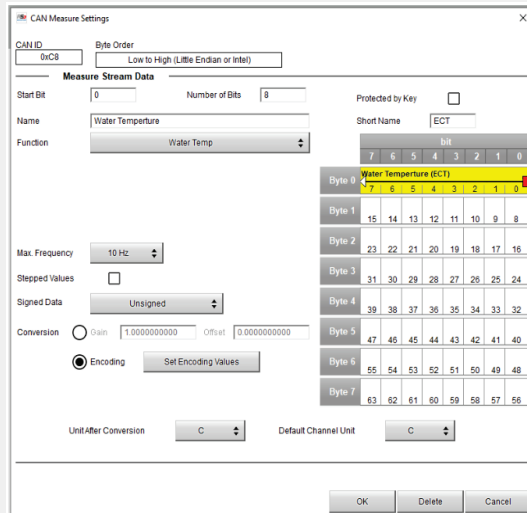 CAN Measure Settings
CAN ID
Byte Order
0xC8
Low to High (Little Endian or Intel)
Measure Stream Data
Start Bit
0
Number of Bits
8
Protected by Key
Name
Water Temperture
Short Name
ECT
Function
Water Temp
bit
7 6 5 4 3 2 1 0
Byte 0
Water Temperture (ECT)
7 6 5 4 3 2 1 0
Byte 1
15 14 13 12 11 10 9 8
Byte 2
23 22 21 20 19 18 17 16
Max. Frequency
10 Hz
Byte 3
31 30 29 28 27 26 25 24
Stepped Values
Signed Data
Unsigned
Byte 4
39 38 37 36 35 34 33 32
Conversion
Gain
1.0000000000
Offset
0.0000000000
Byte 5
47 46 45 44 43 42 41 40
Encoding
Set Encoding Values
Byte 6
55 54 53 52 51 50 49 48
Byte 7
63 62 61 60 59 58 57 56
Unit After Conversion
C
Default Channel Unit
C
OK
Delete
Cancel